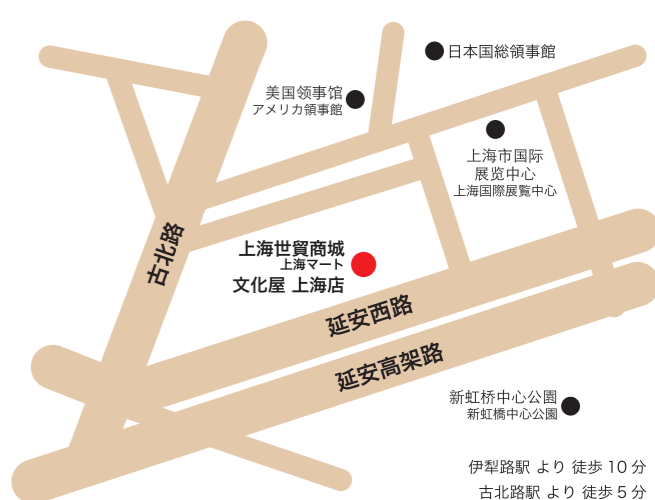 日本国総領事館
美国领事馆
アメリカ領事館
上海市国际
展览中心
上海国際展覧中心
古北路
上海世貿商城
上海マート
文化屋 上海店
延安西路
延安高架路
新虹桥中心公園
新虹橋中心公園
伊犁路駅 より 徒歩 10 分
古北路駅 より 徒歩 5 分